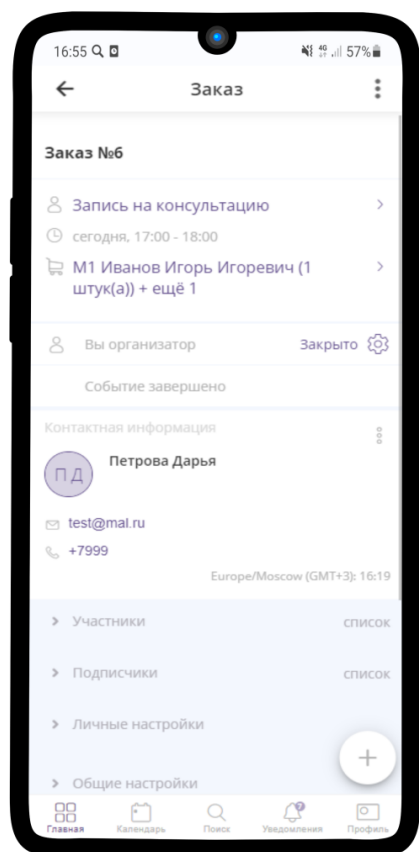 16:55 4G 57%
Заказ
Заказ №6
Запись на консультацию
сегодня, 17:00 - 18:00
М1 Иванов Игорь Игоревич (1
штук(а)) + ещё 1
Вы организатор Закрыто
Событие завершено
Контактная информация
П Д Петрова Дарья
test@mal.ru
+7999
Europe/Moscow (GMT+3): 16:19
Участники список
Подписчики список
Личные настройки
Общие настройки
Главная Календарь Поиск Уведомления Профиль